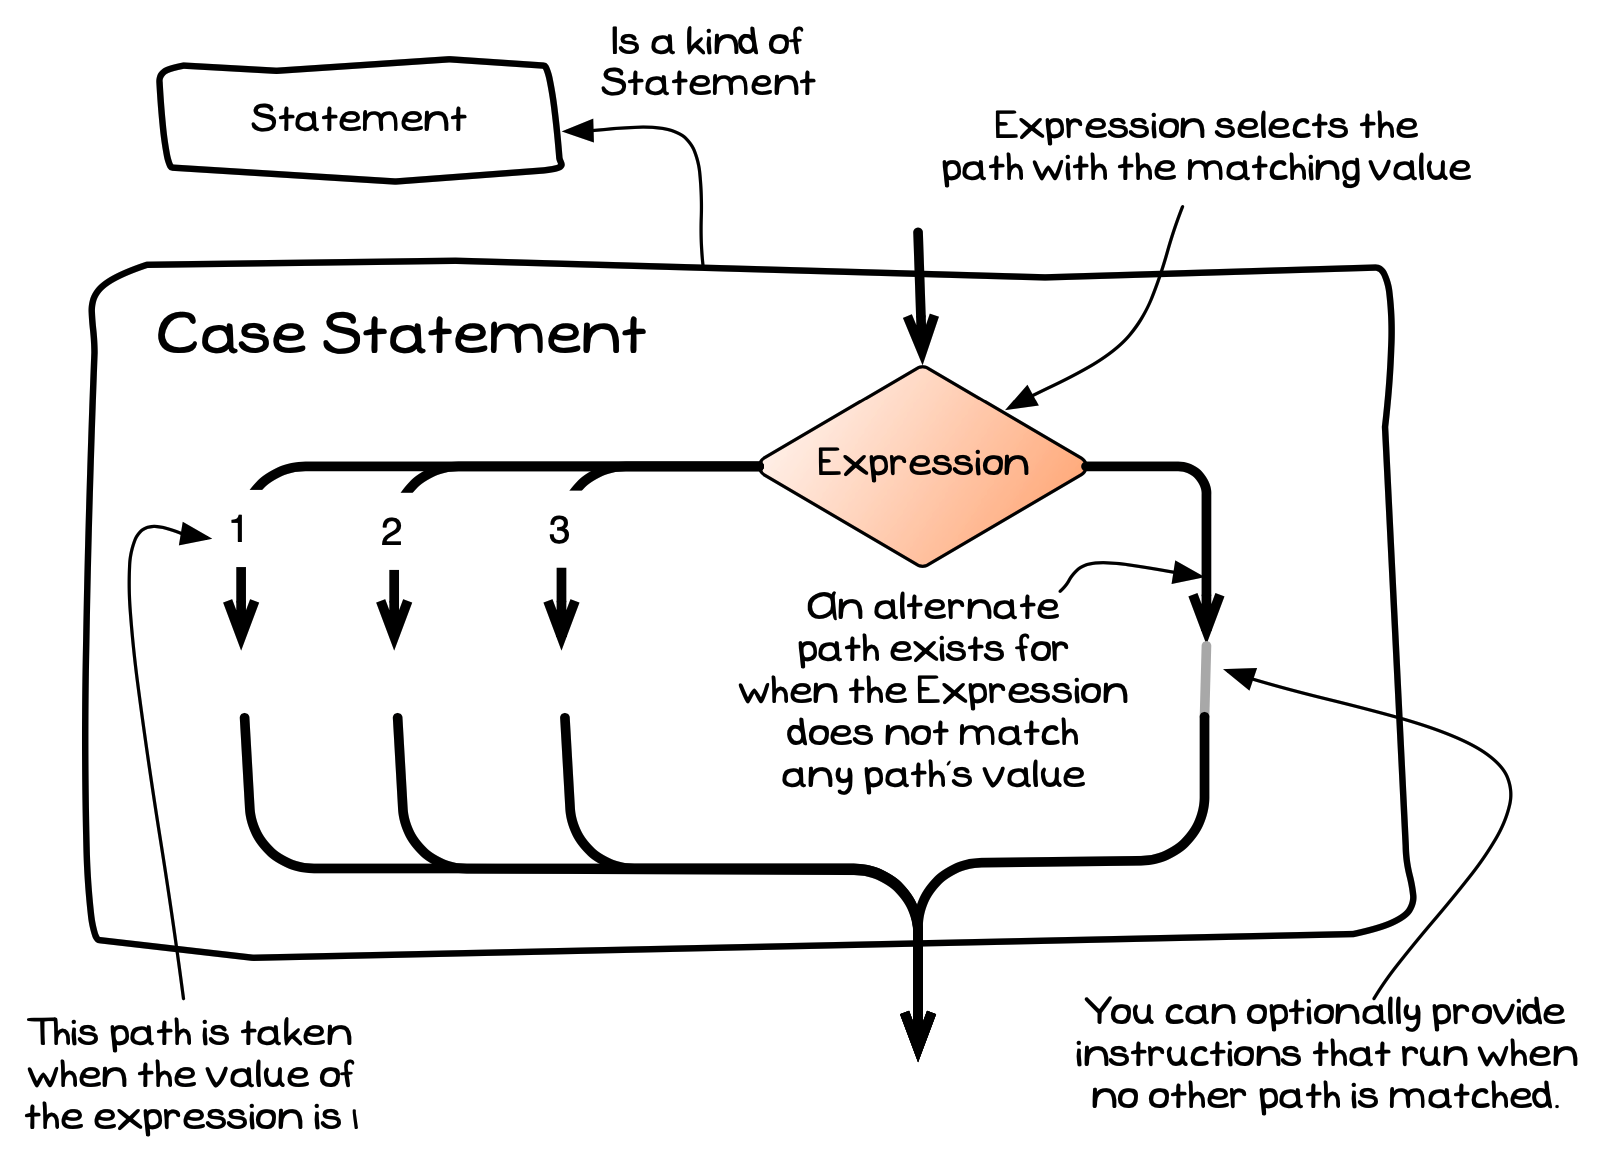 Is a kind of
Statement
Statement
Expression selects the
path with the matching value
Case Statement
Expression
1
2
3
An alternate
path exists for
when the Expression
does not match
any path's value
This path is taken
when the value of
the expression is 1
You can optionally provide
instructions that run when
no other path is matched.